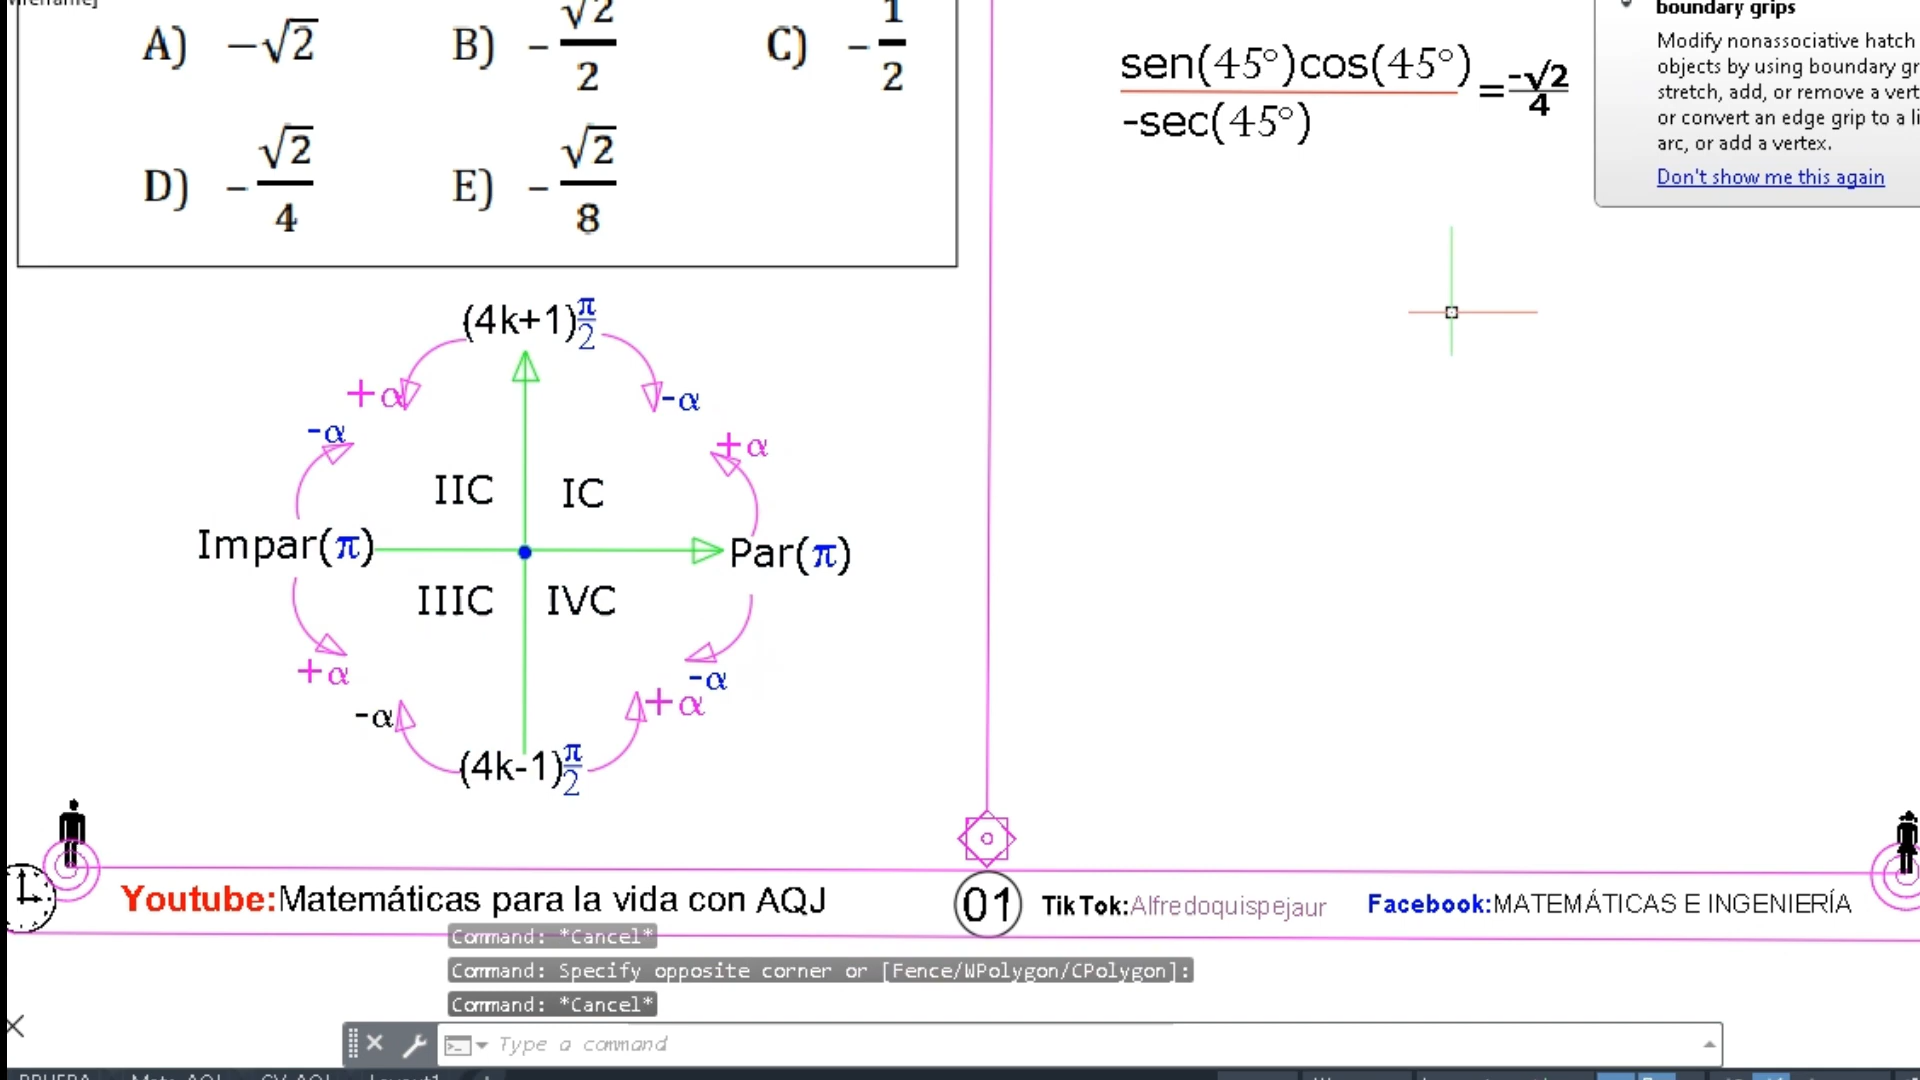 A) −√2 B) -√2/2 C) -1/2
D) -√2/4 E) -√2/8
sen(45°)cos(45°)
-sec(45°)
=-√2/4
boundary grips
Modify nonassociative hatch
objects by using boundary
stretch, add, or remove a
or convert an edge grip to a
arc, or add a vertex.
Don't show me this again
(4k+1)π/2
+α
-α
-α
+α
IIC IC
Impar(π) Par(π)
IIIC IVC
+α
-α
-α
+α
(4k-1)π/2
Youtube:Matemáticas para la vida con AQJ
01
TikTok:Alfredoquispejaur
Facebook:MATEMÁTICAS E INGENIERÍA
Command: *Cancel*
Command: Specify opposite corner or [Fence/WPolygon/CPolygon]:
Command: *Cancel*
Type a command